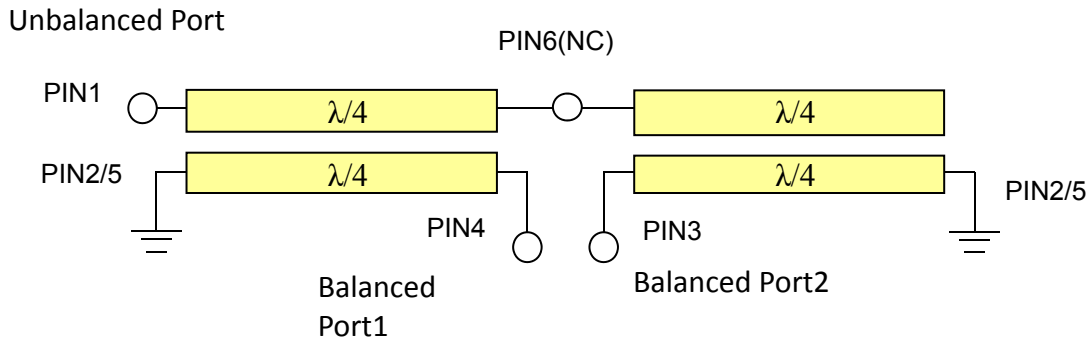 Unbalanced Port
PIN6(NC)
PIN1
λ/4
λ/4
PIN2/5
λ/4
λ/4
PIN2/5
PIN4
PIN3
Balanced
Port1
Balanced Port2